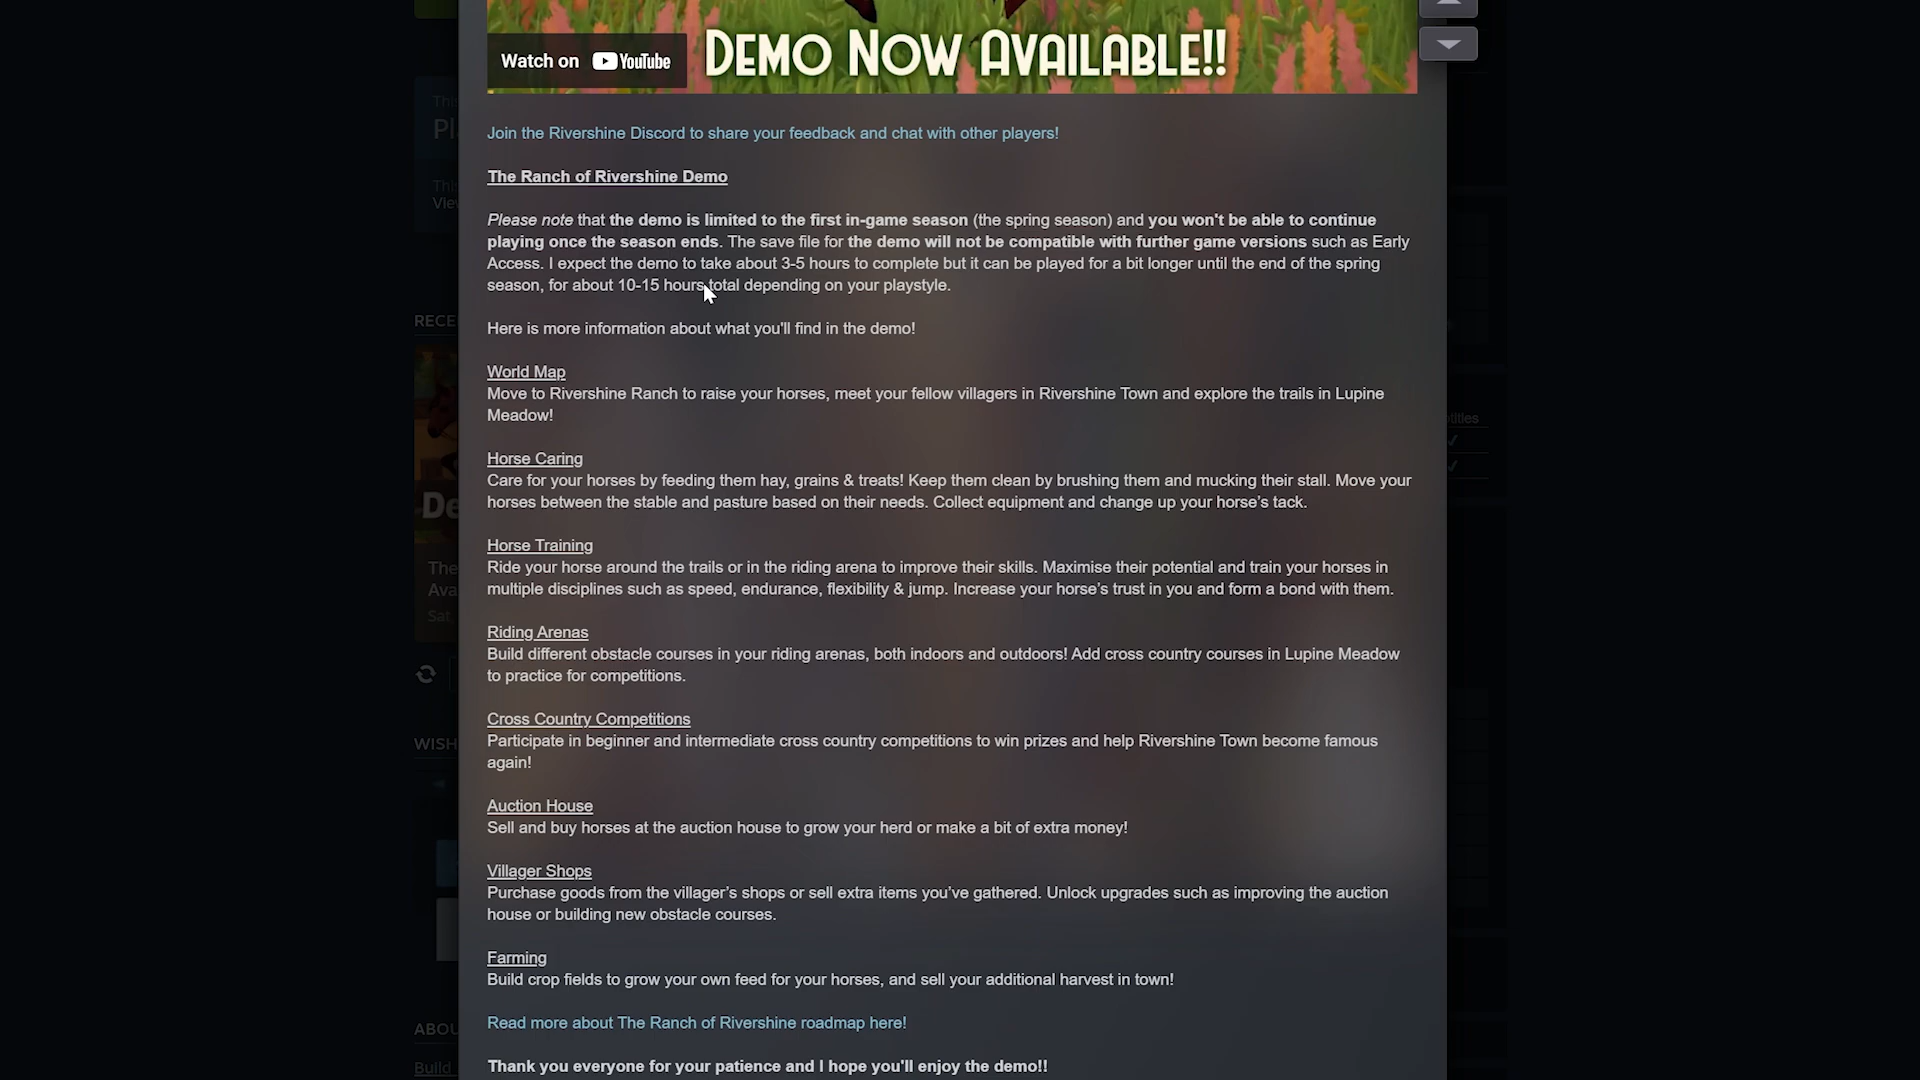 Watch on YouTube
DEMO NOW AVAILABLE!!
Join the Rivershine Discord to share your feedback and chat with other players!
The Ranch of Rivershine Demo
Please note that the demo is limited to the first in-game season (the spring season) and you won't be able to continue
playing once the season ends. The save file for the demo will not be compatible with further game versions such as Early
Access. I expect the demo to take about 3-5 hours to complete but it can be played for a bit longer until the end of the spring
season, for about 10-15 hours total depending on your playstyle.
RECE
Here is more information about what you'll find in the demo!
World Map
Move to Rivershine Ranch to raise your horses, meet your fellow villagers in Rivershine Town and explore the trails in Lupine
Meadow!
Horse Caring
Care for your horses by feeding them hay, grains & treats! Keep them clean by brushing them and mucking their stall. Move your
horses between the stable and pasture based on their needs. Collect equipment and change up your horse's tack.
De
Horse Training
Ride your horse around the trails or in the riding arena to improve their skills. Maximise their potential and train your horses in
multiple disciplines such as speed, endurance, flexibility & jump. Increase your horse's trust in you and form a bond with them.
The
Ava
Sat,
Riding Arenas
Build different obstacle courses in your riding arenas, both indoors and outdoors! Add cross country courses in Lupine Meadow
to practice for competitions.
Cross Country Competitions
Participate in beginner and intermediate cross country competitions to win prizes and help Rivershine Town become famous
again!
WISH
Auction House
Sell and buy horses at the auction house to grow your herd or make a bit of extra money!
Villager Shops
Purchase goods from the villager's shops or sell extra items you've gathered. Unlock upgrades such as improving the auction
house or building new obstacle courses.
Farming
Build crop fields to grow your own feed for your horses, and sell your additional harvest in town!
Read more about The Ranch of Rivershine roadmap here!
ABOU
Thank you everyone for your patience and I hope you'll enjoy the demo!!
Build